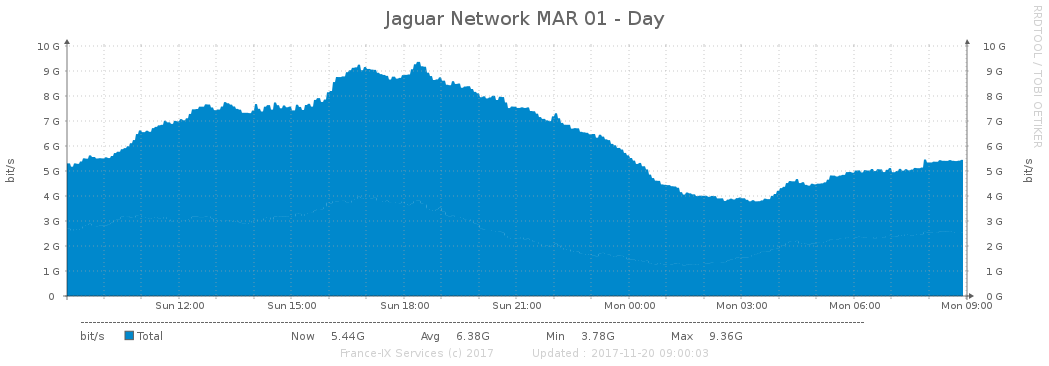 Jaguar Network MAR 01 - Day
RRDTOOL / TOBI OETIKER
bit/s
10 G
9 G
8 G
7 G
6 G
5 G
4 G
3 G
2 G
1 G
0
10 G
9 G
8 G
7 G
6 G
5 G
4 G
3 G
2 G
1 G
0 G
bit/s
Sun 12:00 Sun 15:00 Sun 18:00 Sun 21:00 Mon 00:00 Mon 03:00 Mon 06:00 Mon 09:00
bit/s Total Now 5.44G Avg 6.38G Min 3.78G Max 9.36G
France-IX Services (c) 2017 Updated : 2017-11-20 09:00:03